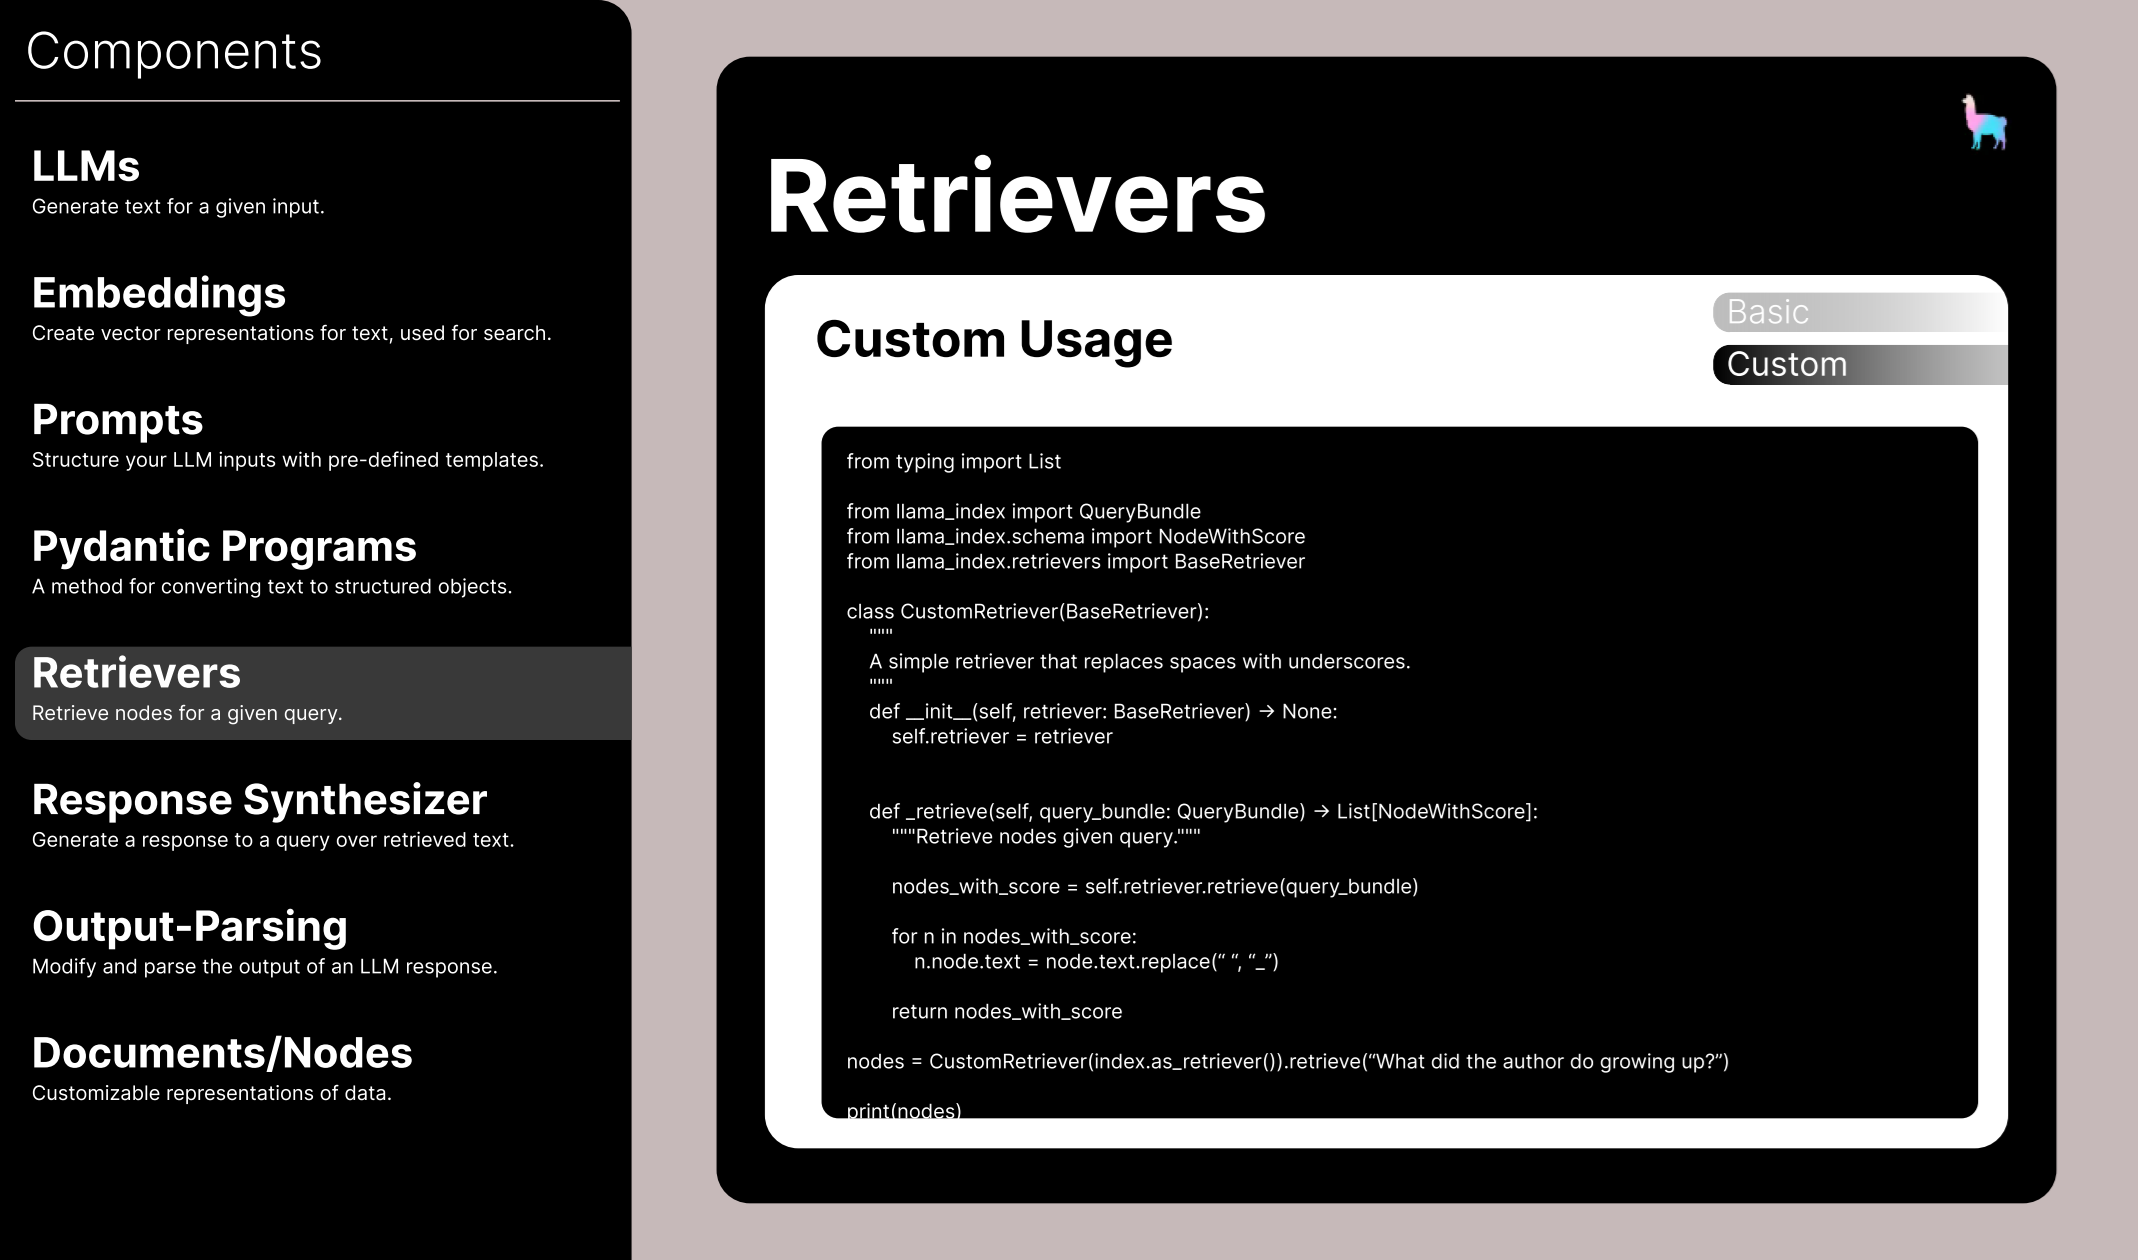 Components
LLMs
Generate text for a given input.
Embeddings
Create vector representations for text, used for search.
Prompts
Structure your LLM inputs with pre-defined templates.
Pydantic Programs
A method for converting text to structured objects.
Retrievers
Retrieve nodes for a given query.
Response Synthesizer
Generate a response to a query over retrieved text.
Output-Parsing
Modify and parse the output of an LLM response.
Documents/Nodes
Customizable representations of data.
Retrievers
Custom Usage
Basic
Custom
from typing import List
from llama_index import QueryBundle
from llama_index.schema import NodeWithScore
from llama_index.retrievers import BaseRetriever
class CustomRetriever(BaseRetriever):
"""
A simple retriever that replaces spaces with underscores.
"""
def __init__(self, retriever: BaseRetriever) → None:
self.retriever = retriever
def _retrieve(self, query_bundle: QueryBundle) → List[NodeWithScore]:
"""Retrieve nodes given query."""
nodes_with_score = self.retriever.retrieve(query_bundle)
for n in nodes_with_score:
n.node.text = node.text.replace(“ “, “_”)
return nodes_with_score
nodes = CustomRetriever(index.as_retriever()).retrieve(“What did the author do growing up?”)
print(nodes)